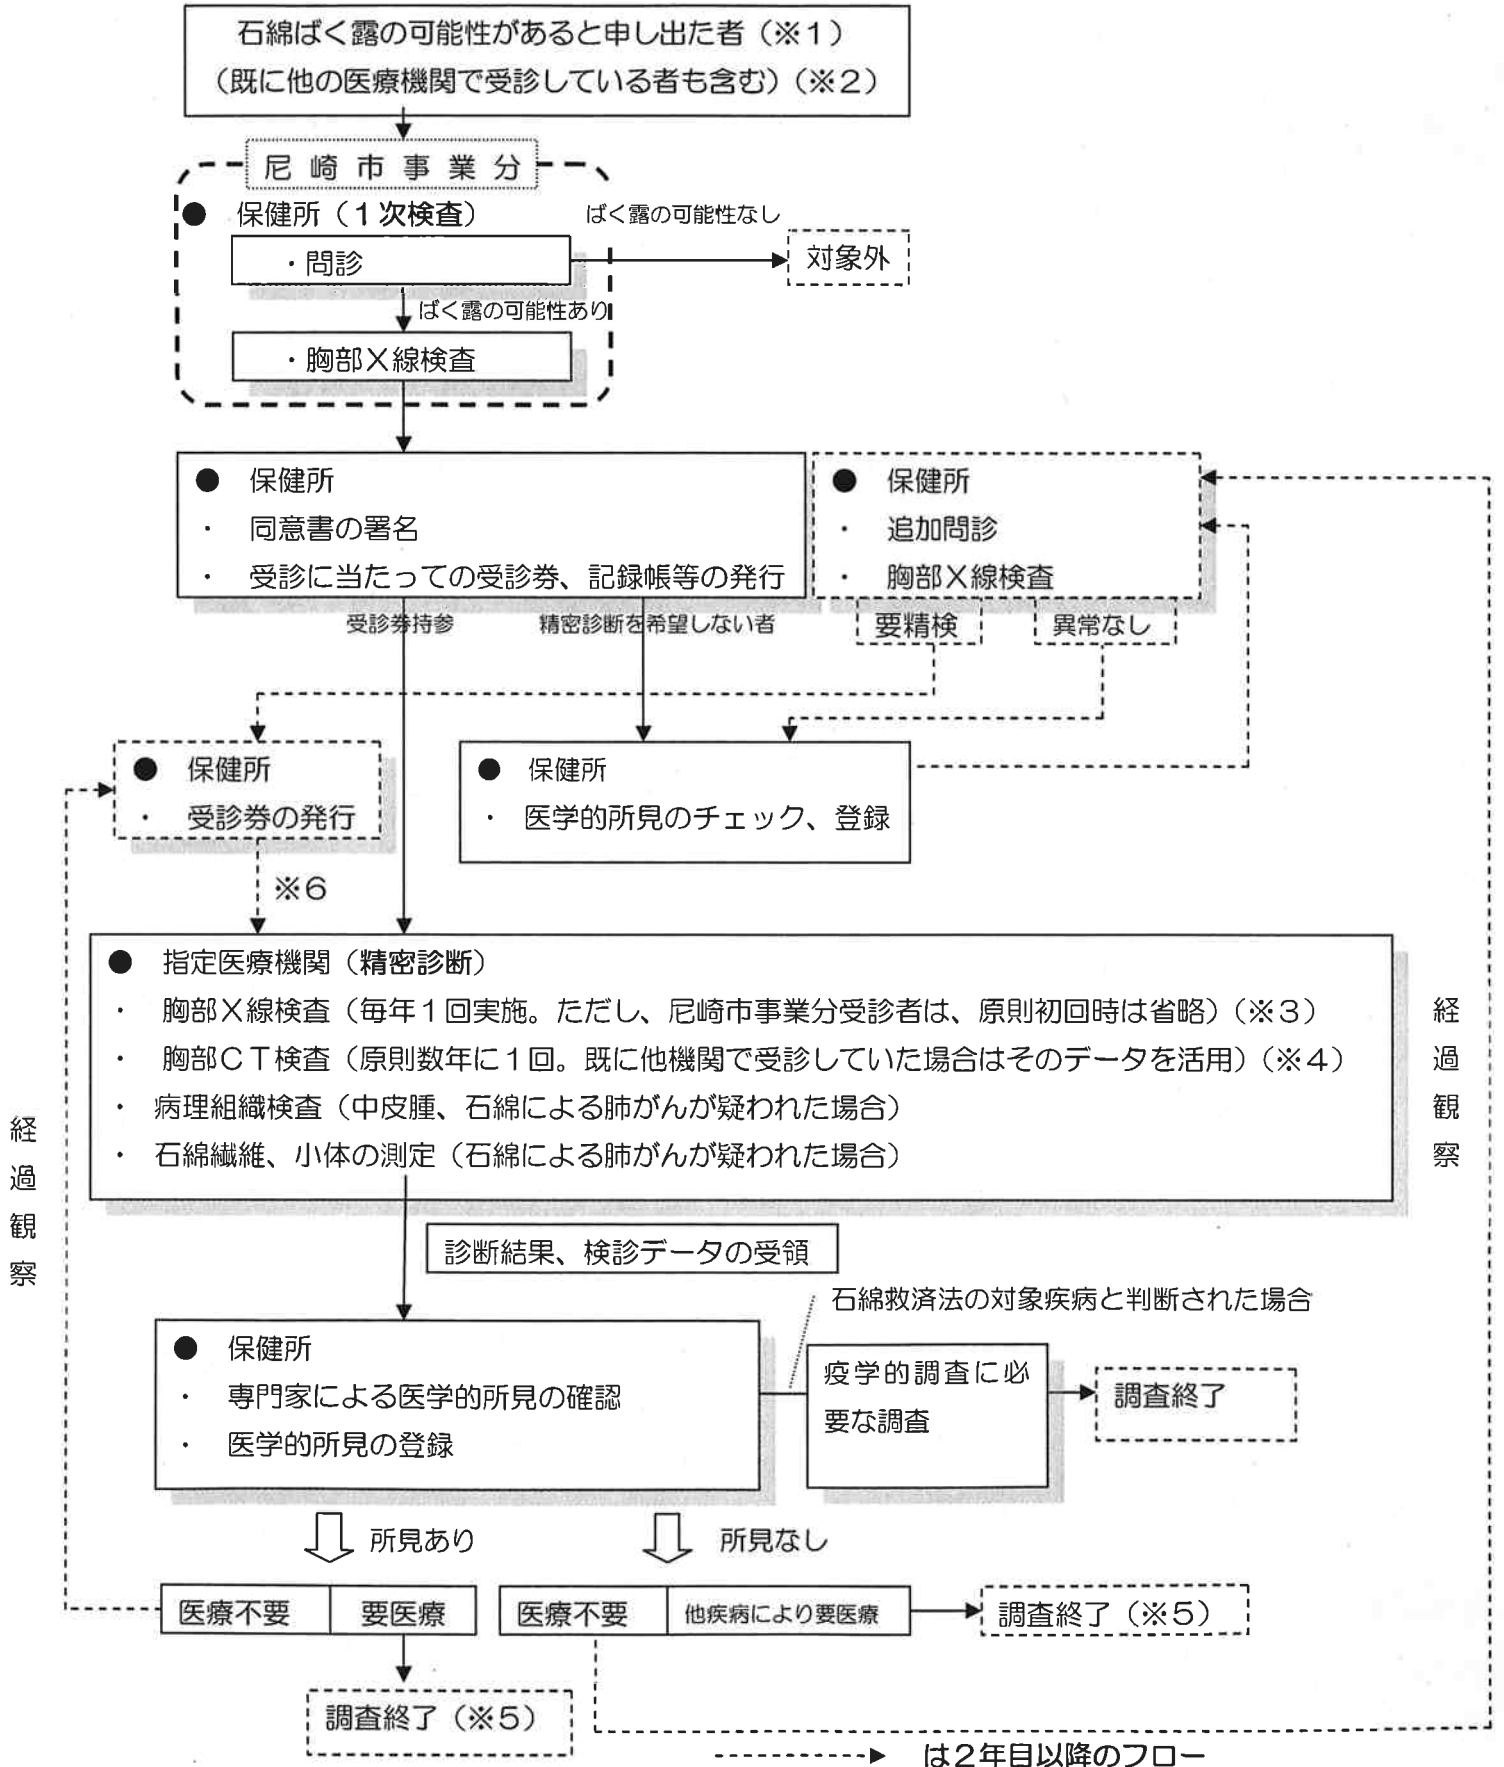 石綿ばく露の可能性があると申し出た者（※１）
（既に他の医療機関で受診している者も含む）（※２）
尼崎市事業分
● 保健所（１次検査）
ばく露の可能性なし
・問診
対象外
ばく露の可能性あり
・胸部Ｘ線検査
● 保健所
・ 同意書の署名
・ 受診に当たっての受診券、記録帳等の発行
● 保健所
・ 追加問診
・ 胸部Ｘ線検査
受診券持参
精密診断を希望しない者
要精検
異常なし
● 保健所
・ 受診券の発行
● 保健所
・ 医学的所見のチェック、登録
※６
● 指定医療機関（精密診断）
・ 胸部Ｘ線検査（毎年１回実施。ただし、尼崎市事業分受診者は、原則初回時は省略）（※３）
・ 胸部ＣＴ検査（原則数年に１回。既に他機関で受診していた場合はそのデータを活用）（※４）
・ 病理組織検査（中皮腫、石綿による肺がんが疑われた場合）
・ 石綿繊維、小体の測定（石綿による肺がんが疑われた場合）
経過観察
経過観察
診断結果、検診データの受領
石綿救済法の対象疾病と判断された場合
● 保健所
・ 専門家による医学的所見の確認
・ 医学的所見の登録
疫学的調査に必
要な調査
調査終了
所見あり
所見なし
医療不要
要医療
医療不要
他疾病により要医療
調査終了（※５）
調査終了（※５）
は２年目以降のフロー